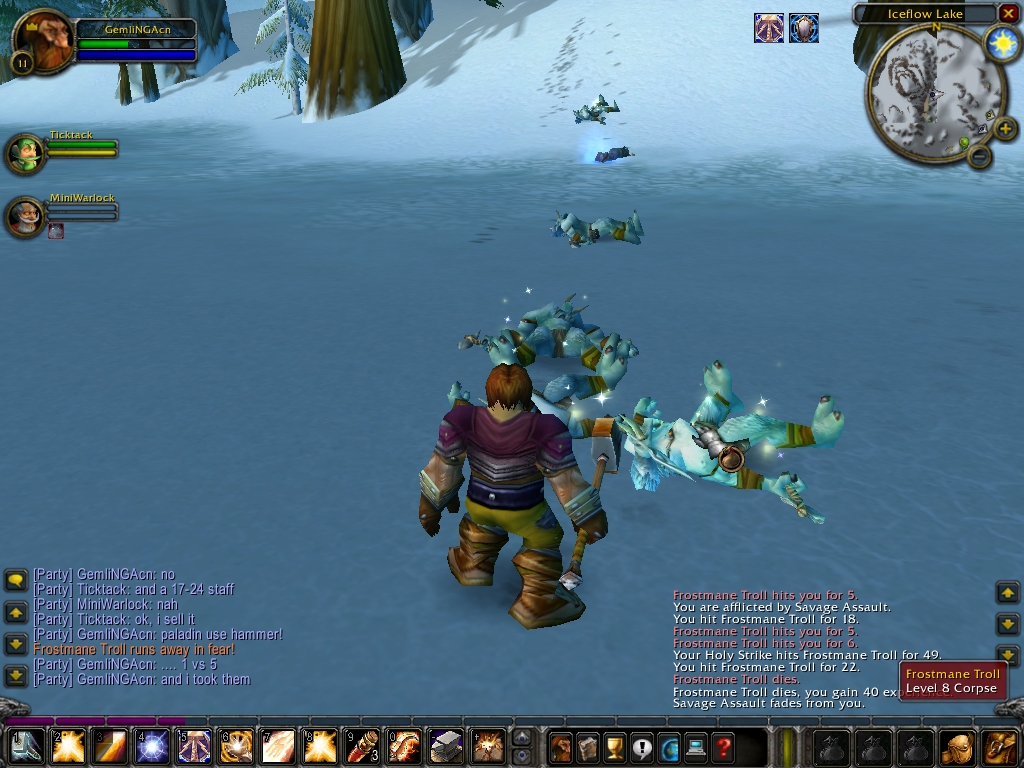 GemliNGAcn
11
Iceflow Lake
N
Ticktack
MiniWarlock
[Party] GemliNGAcn: no
[Party] Ticktack: and a 17-24 staff
[Party] MiniWarlock: nah
[Party] Ticktack: ok, i sell it
[Party] GemliNGAcn: paladin use hammer!
Frostmane Troll runs away in fear!
[Party] GemliNGAcn: .... 1 vs 5
[Party] GemliNGAcn: and i took them
Frostmane Troll hits you for 5.
You are afflicted by Savage Assault.
You hit Frostmane Troll for 18.
Frostmane Troll hits you for 5.
Frostmane Troll hits you for 6.
Your Holy Strike hits Frostmane Troll for 49.
You hit Frostmane Troll for 22.
Frostmane Troll dies.
Frostmane Troll dies, you gain 40
Savage Assault fades from you.
Frostmane Troll
Level 8 Corpse
1 2 3 4 5 6 7 8 9 0
3